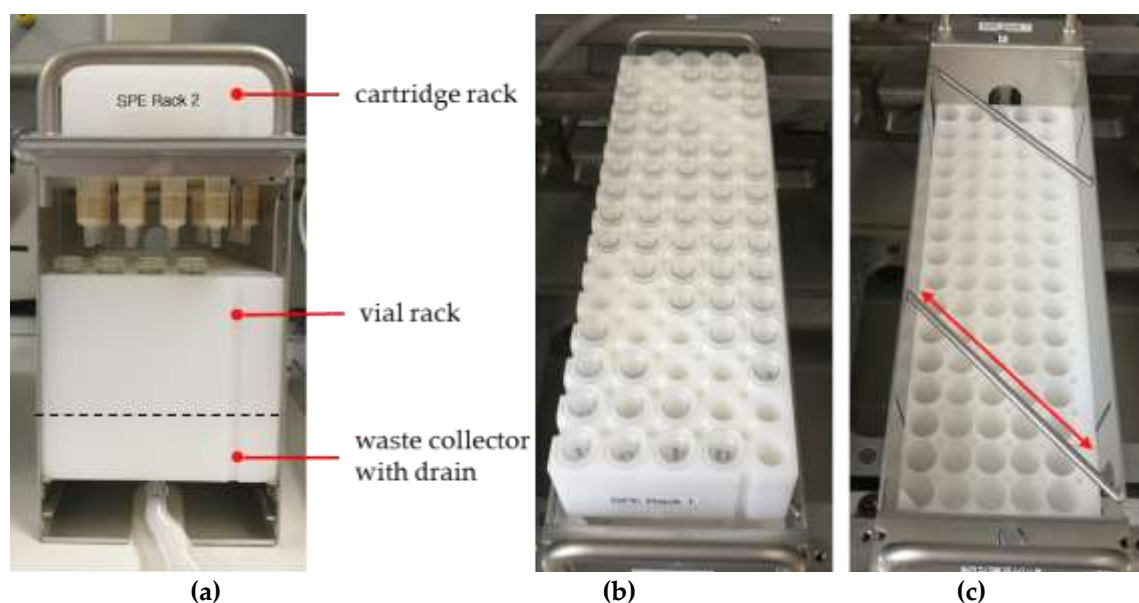 SPE Rack 2
cartridge rack
vial rack
waste collector
with drain
SPE Rack 1
(a)
(b)
(c)